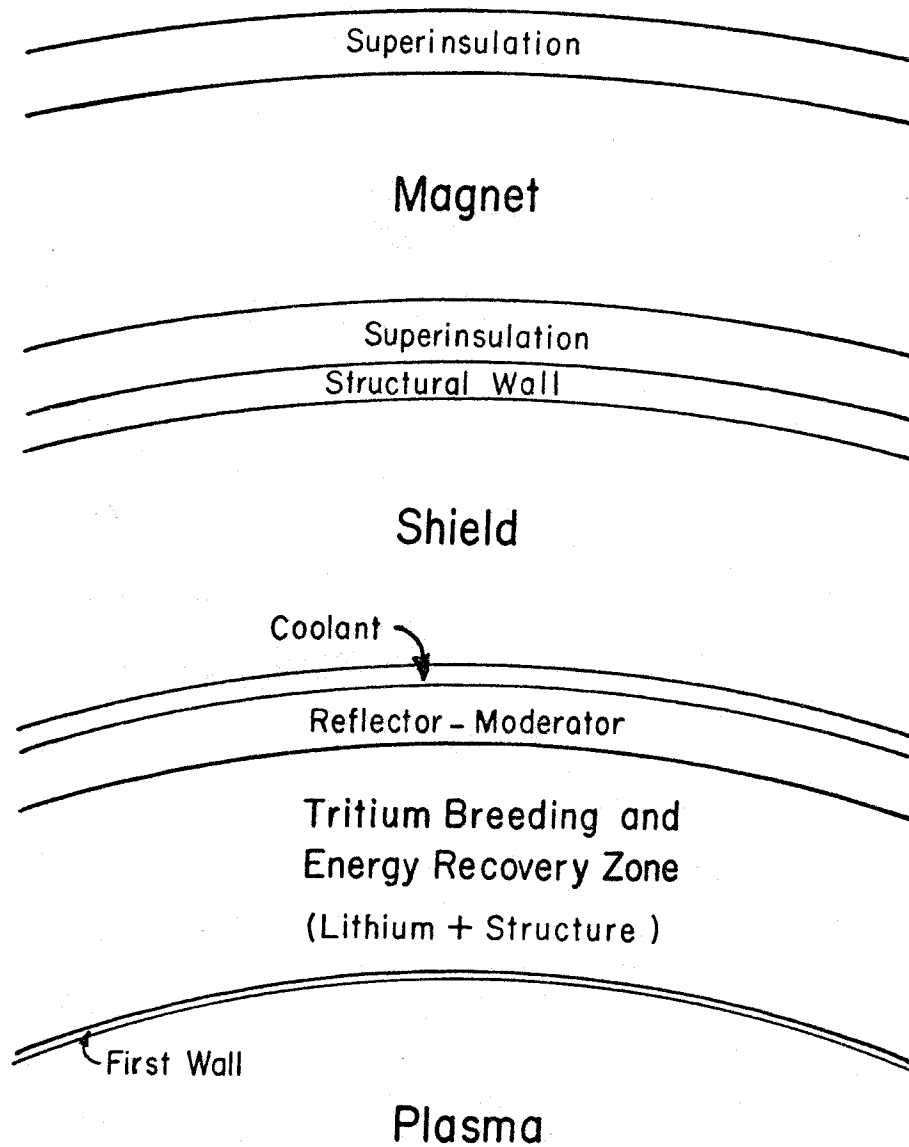 Superinsulation
Magnet
Superinsulation
Structural Wall
Shield
Coolant
Reflector - Moderator
Tritium Breeding and
Energy Recovery Zone
(Lithium + Structure )
First Wall
Plasma